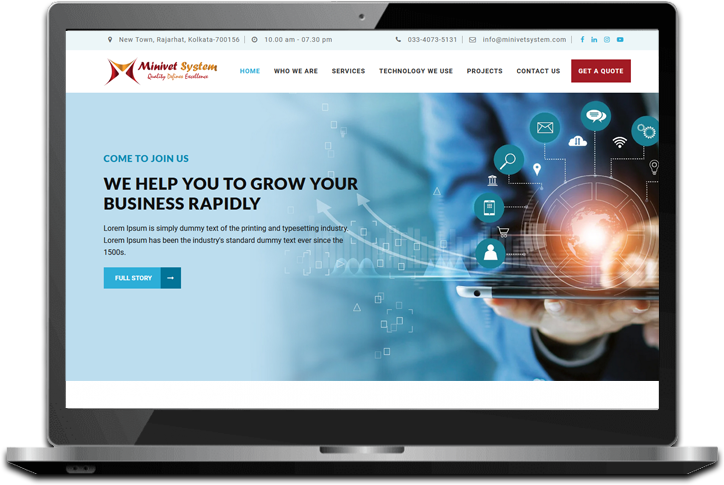 New Town, Rajarhat, Kolkata-700156
10.00 am - 07.30 pm
033-4073-5131
info@minivetsystem.com
Minivet System
Quality Defines Excellence
HOME
WHO WE ARE
SERVICES
TECHNOLOGY WE USE
PROJECTS
CONTACT US
GET A QUOTE
COME TO JOIN US
WE HELP YOU TO GROW YOUR
BUSINESS RAPIDLY
Lorem Ipsum is simply dummy text of the printing and typesetting industry
Lorem Ipsum has been the industry's standard dummy text ever since the
1500s.
FULL STORY